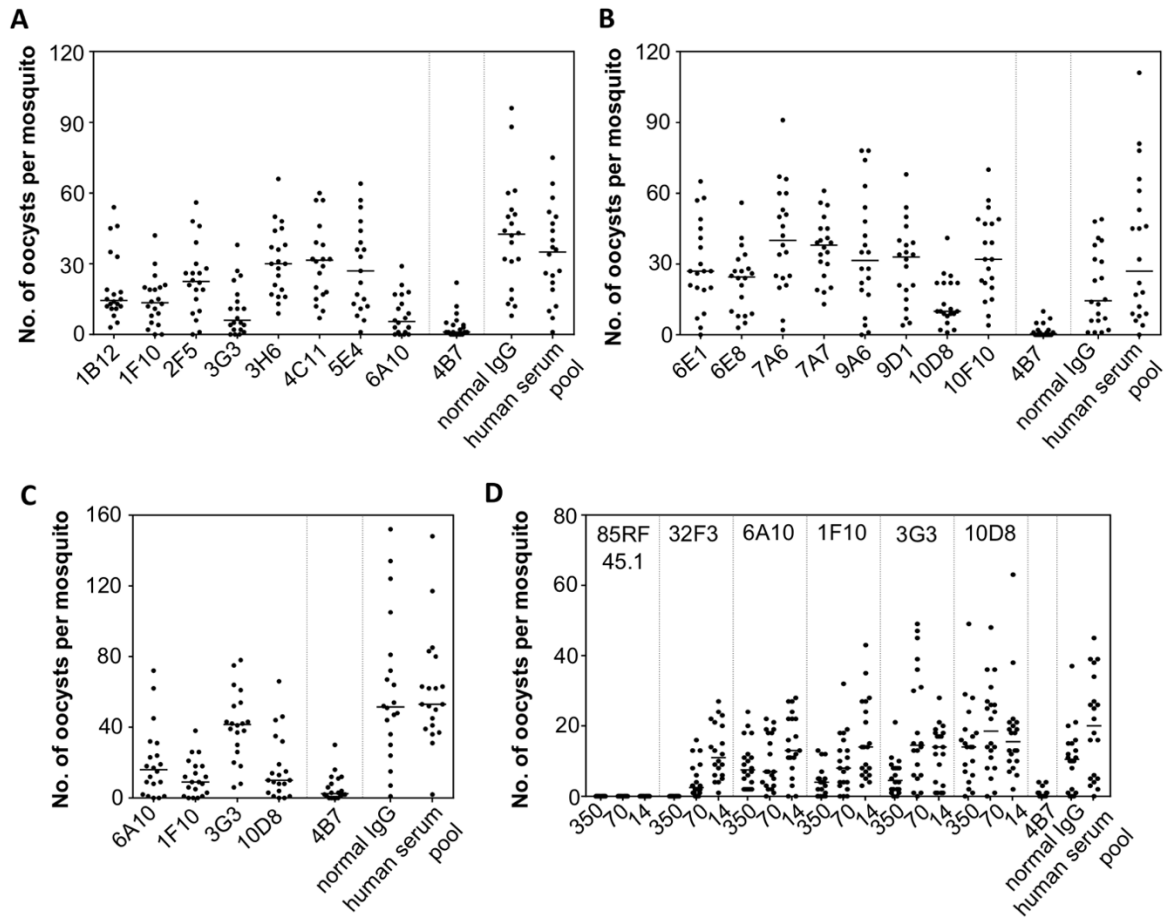 A
No. of oocysts per mosquito
120
90
60
30
0
1B12
1F10
2F5
3G3
3H6
4C11
5E4
6A10
4B7
normal IgG
human serum
pool
B
No. of oocysts per mosquito
120
90
60
30
0
6E1
6E8
7A6
7A7
9A6
9D1
10D8
10F10
4B7
normal IgG
human serum
pool
C
No. of oocysts per mosquito
160
120
80
40
0
6A10
1F10
3G3
10D8
4B7
normal IgG
human serum
pool
D
No. of oocysts per mosquito
80
60
40
20
0
85RF
45.1
32F3
6A10
1F10
3G3
10D8
350
70
14
350
70
14
350
70
14
350
70
14
350
70
14
350
70
14
4B7
normal IgG
human serum
pool